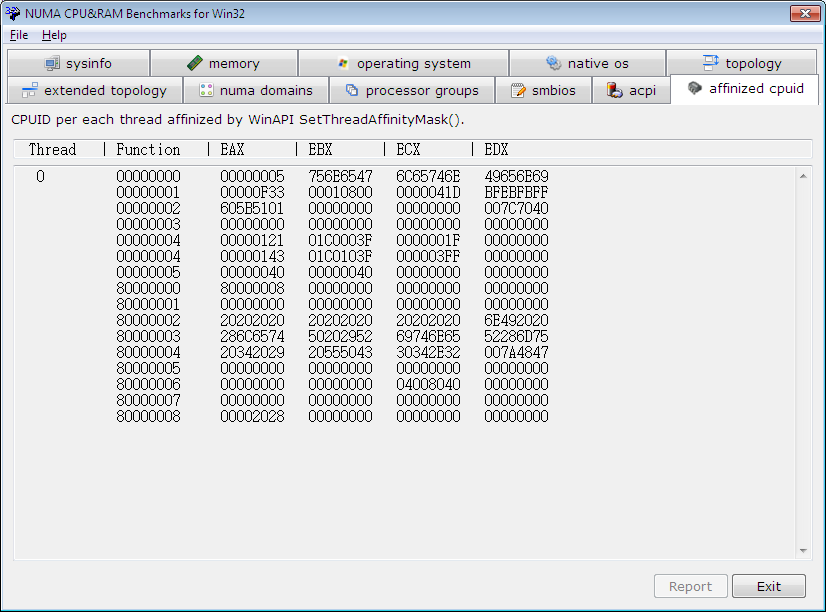 NUMA CPU&RAM Benchmarks for Win32
File Help
sysinfo memory operating system native os topology
extended topology numa domains processor groups smbios acpi affinized cpuid
CPUID per each thread affinized by WinAPI SetThreadAffinityMask().
Thread | Function | EAX | EBX | ECX | EDX
0 00000000 00000005 756E6547 6C65746E 49656E69
00000001 00000F33 00010800 0000041D BFEBFBFF
00000002 605B5101 00000000 00000000 007C7040
00000003 00000000 00000000 00000000 00000000
00000004 00000121 01C0003F 0000001F 00000000
00000004 00000143 01C0103F 000003FF 00000000
00000005 00000040 00000040 00000000 00000000
80000000 80000008 00000000 00000000 00000000
80000001 00000000 00000000 00000000 00000000
80000002 20202020 20202020 20202020 6E492020
80000003 286C6574 50202952 69746E65 52286D75
80000004 20342029 20555043 30342E32 007A4847
80000005 00000000 00000000 00000000 00000000
80000006 00000000 00000000 04008040 00000000
80000007 00000000 00000000 00000000 00000000
80000008 00002028 00000000 00000000 00000000
Report Exit